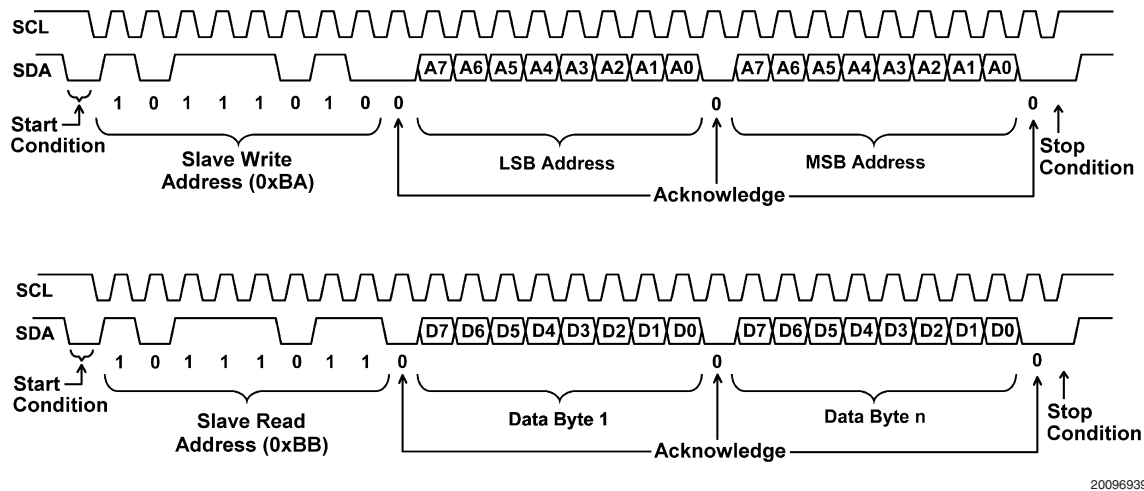 SCL
SDA
A7 A6 A5 A4 A3 A2 A1 A0 A7 A6 A5 A4 A3 A2 A1 A0
1 0 1 1 1 0 1 0 0 0 0
Start
Condition
Slave Write
Address (0xBA)
LSB Address
MSB Address
Stop
Condition
Acknowledge
SCL
SDA
D7 D6 D5 D4 D3 D2 D1 D0 D7 D6 D5 D4 D3 D2 D1 D0
1 0 1 1 1 0 1 1 0 0 0
Start
Condition
Slave Read
Address (0xBB)
Data Byte 1
Data Byte n
Stop
Condition
Acknowledge
20096939